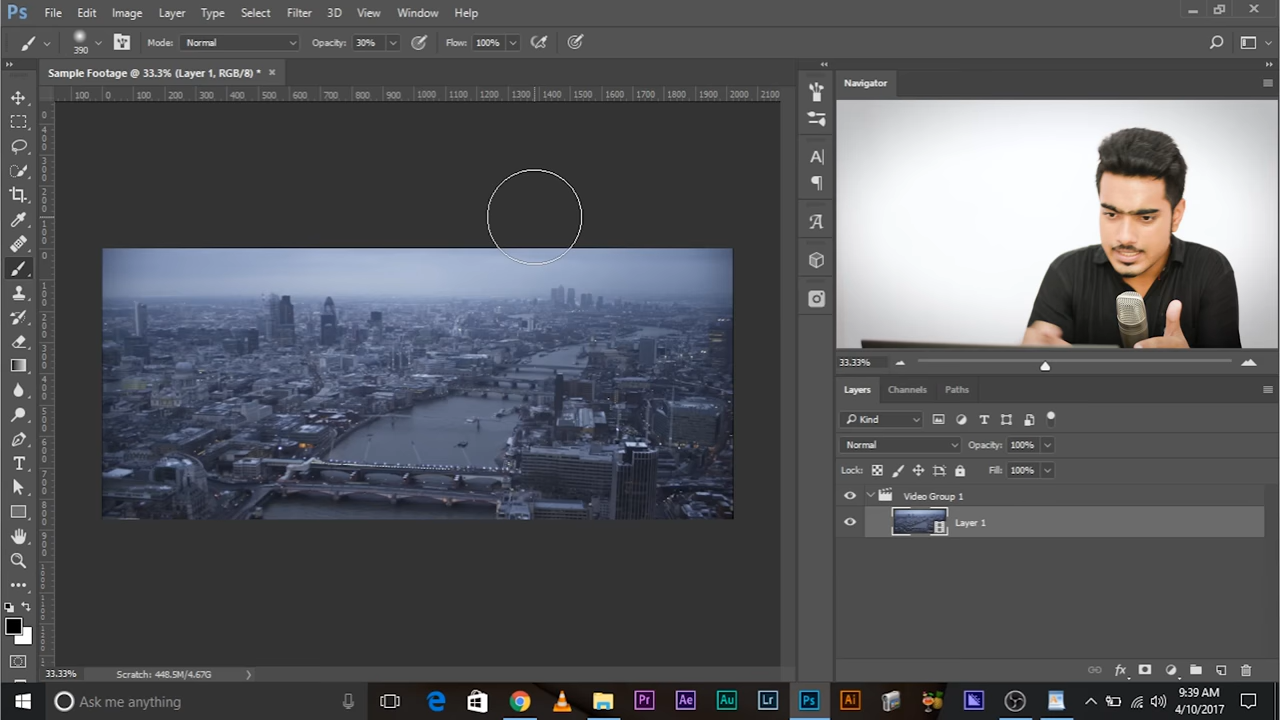 Ps File Edit Image Layer Type Select Filter 3D View Window Help
390 Mode: Normal Opacity: 30% Flow: 100%
Sample Footage @ 33.3% (Layer 1, RGB/8) * ×
100 0 100 200 300 400 500 600 700 800 900 1000 1100 1200 1300 1400 1500 1600 1700 1800 1900 2000 2100
Navigator
33.33%
Layers Channels Paths
Kind
Normal Opacity: 100%
Lock: Fill: 100%
Video Group 1
Layer 1
33.33% Scratch: 448.5M/4.67G
Ask me anything
Pr Ae Au Lr Ps Ai
9:39 AM
4/10/2017